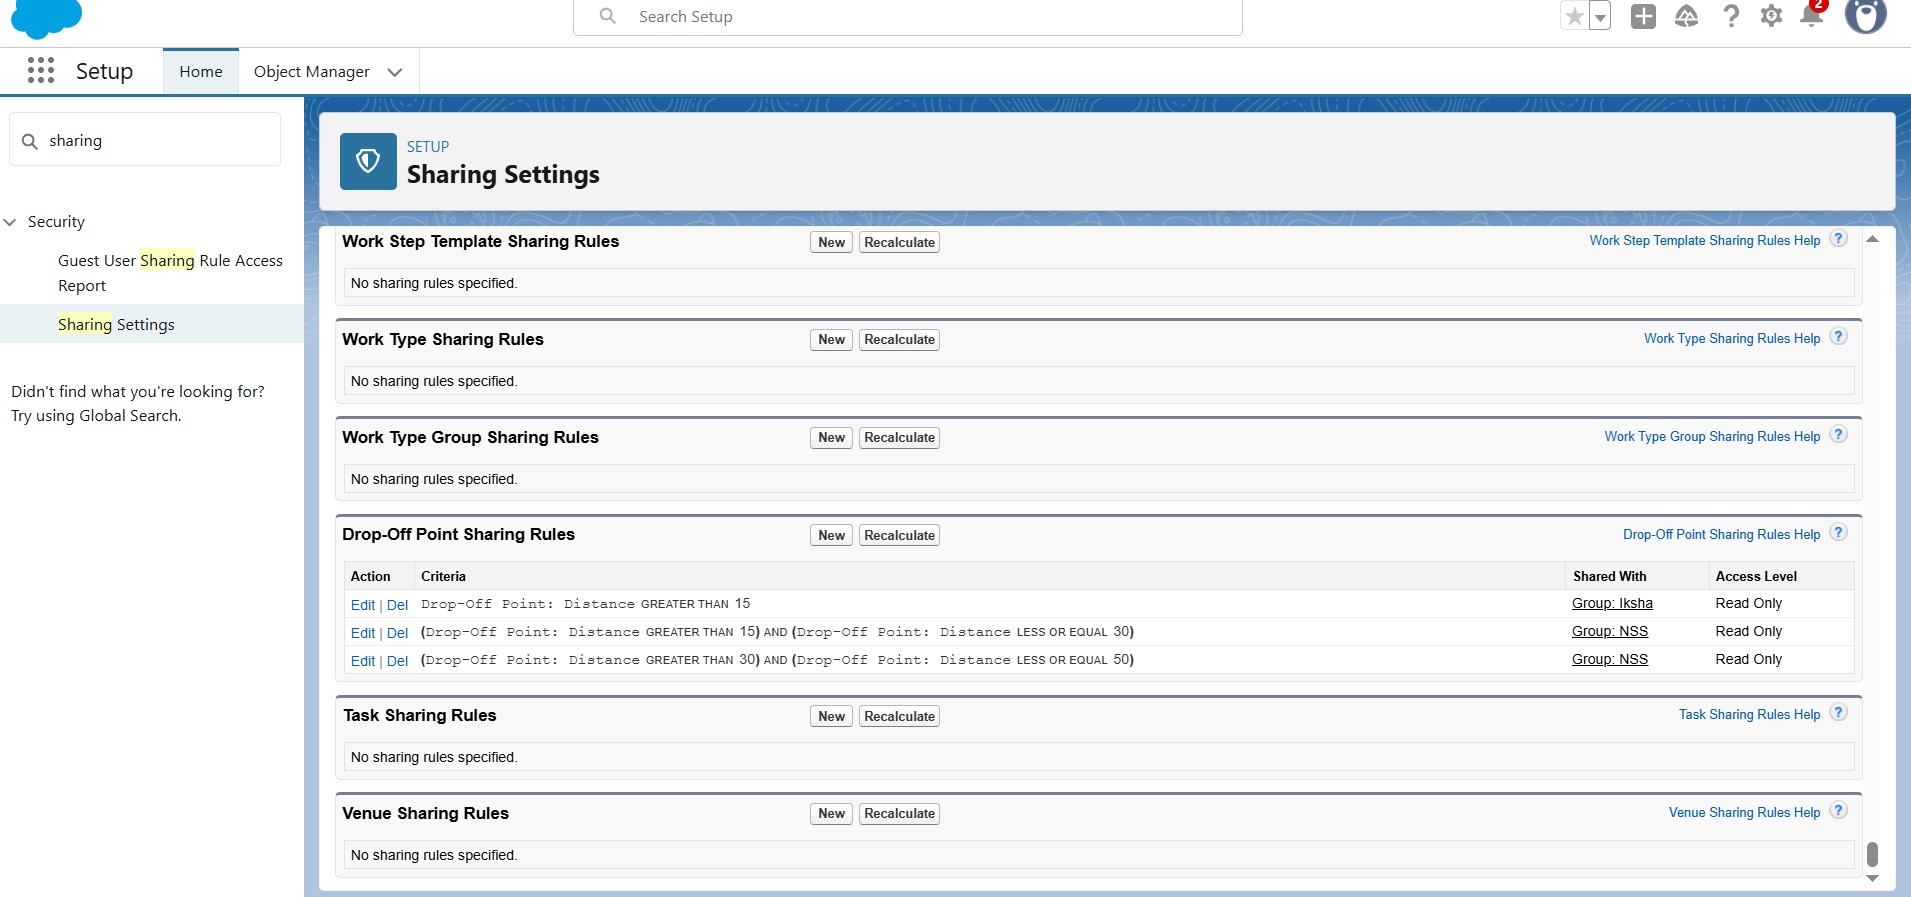 Search Setup
2
Setup
Home
Object Manager
sharing
Security
Guest User Sharing Rule Access
Report
Sharing Settings
Didn't find what you're looking for?
Try using Global Search.
SETUP
Sharing Settings
Work Step Template Sharing Rules New Recalculate Work Step Template Sharing Rules Help ?
No sharing rules specified.
Work Type Sharing Rules New Recalculate Work Type Sharing Rules Help ?
No sharing rules specified.
Work Type Group Sharing Rules New Recalculate Work Type Group Sharing Rules Help ?
No sharing rules specified.
Drop-Off Point Sharing Rules New Recalculate Drop-Off Point Sharing Rules Help ?
Action Criteria Shared With Access Level
Edit | Del Drop-Off Point: Distance GREATER THAN 15 Group: Iksha Read Only
Edit | Del (Drop-Off Point: Distance GREATER THAN 15) AND (Drop-Off Point: Distance LESS OR EQUAL 30) Group: NSS Read Only
Edit | Del (Drop-Off Point: Distance GREATER THAN 30) AND (Drop-Off Point: Distance LESS OR EQUAL 50) Group: NSS Read Only
Task Sharing Rules New Recalculate Task Sharing Rules Help ?
No sharing rules specified.
Venue Sharing Rules New Recalculate Venue Sharing Rules Help ?
No sharing rules specified.